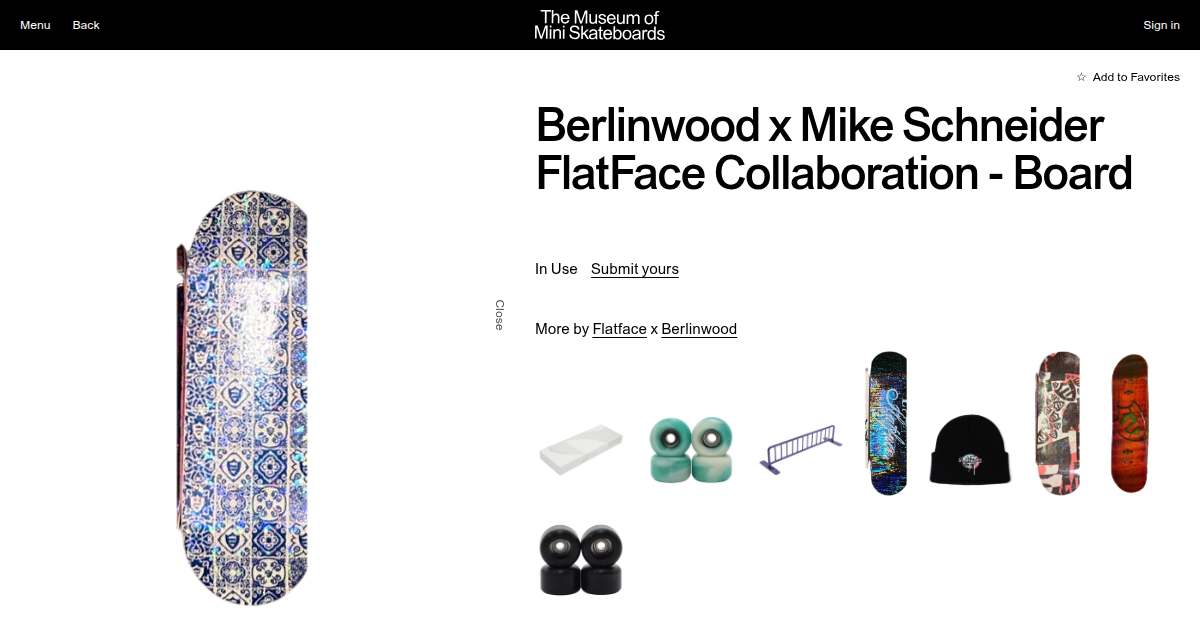 Menu
Back
The Museum of
Mini Skateboards
Sign in
☆ Add to Favorites
Berlinwood x Mike Schneider
FlatFace Collaboration - Board
In Use Submit yours
Close
More by Flatface x Berlinwood